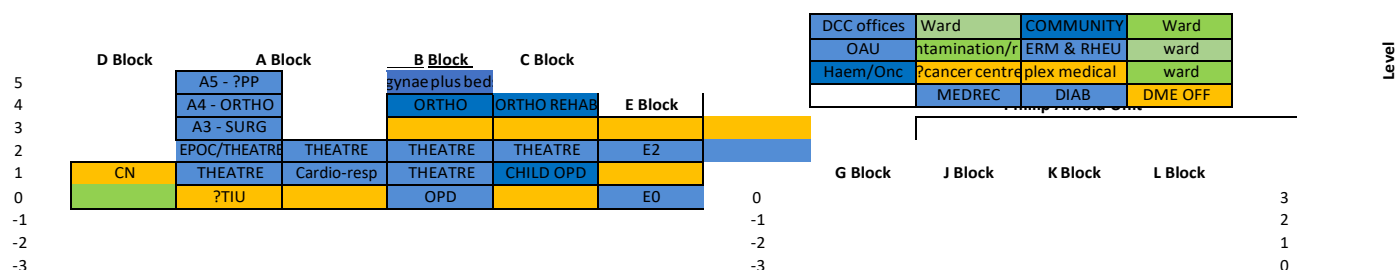 DCC offices Ward COMMUNITY Ward
OAU ntamination/r ERM & RHEU ward
D Block A Block B Block C Block
Haem/Onc ?cancer centre plex medical ward
5 A5 - ?PP gynae plus bed
MEDREC DIAB DME OFF
4 A4 - ORTHO ORTHO ORTHO REHAB E Block
3 A3 - SURG
2 EPOC/THEATRE THEATRE THEATRE THEATRE E2
1 CN THEATRE Cardio-resp THEATRE CHILD OPD G Block J Block K Block L Block
0 ?TIU OPD E0 0 3
-1 -1 2
-2 -2 1
-3 -3 0
Level